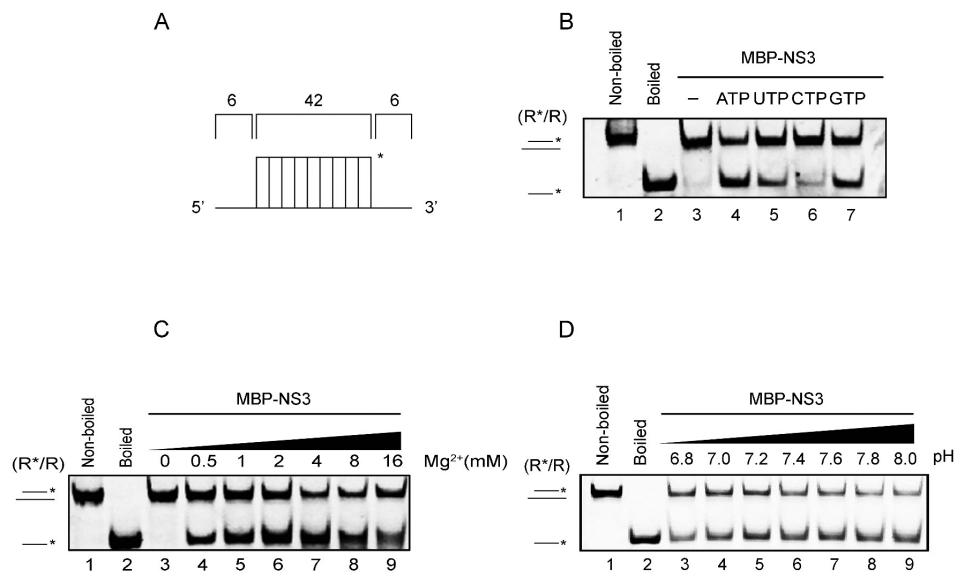 A
6 42 6
*
5’ 3’
B
Non-boiled
Boiled
MBP-NS3
– ATP UTP CTP GTP
(R*/R)
*
*
1 2 3 4 5 6 7
C
Non-boiled
Boiled
MBP-NS3
(R*/R)
0 0.5 1 2 4 8 16 Mg²⁺(mM)
*
*
1 2 3 4 5 6 7 8 9
D
Non-boiled
Boiled
MBP-NS3
(R*/R)
6.8 7.0 7.2 7.4 7.6 7.8 8.0 pH
*
*
1 2 3 4 5 6 7 8 9